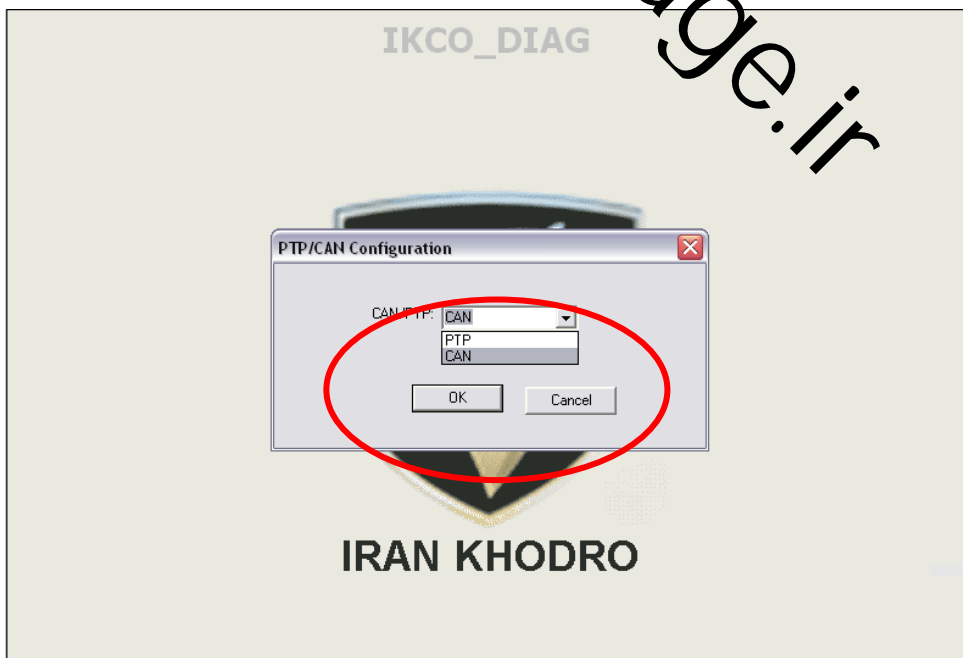 IKCO_DIAG
age.ir
PTP/CAN Configuration
CAN/PTP: CAN
PTP
CAN
OK Cancel
IRAN KHODRO